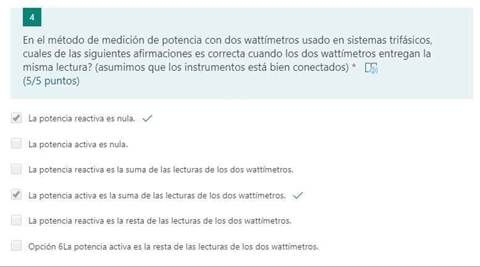 4
En el método de medición de potencia con dos wattímetros usado en sistemas trifásicos,
cuales de las siguientes afirmaciones es correcta cuando los dos wattímetros entregan la
misma lectura? (asumimos que los instrumentos está bien conectados) *
(5/5 puntos)
La potencia reactiva es nula.
La potencia activa es nula.
La potencia reactiva es la suma de las lecturas de los dos wattímetros.
La potencia activa es la suma de las lecturas de los dos wattímetros.
La potencia reactiva es la resta de las lecturas de los dos wattímetros.
Opción 6La potencia activa es la resta de las lecturas de los dos wattímetros.